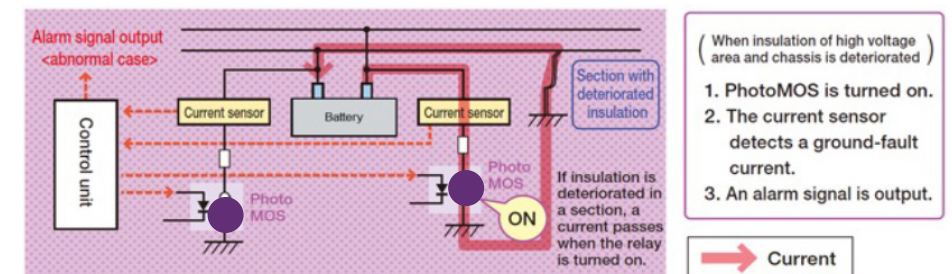 Alarm signal output
<abnormal case>
Control unit
Current sensor
Battery
Current sensor
Section with
deteriorated
insulation
Photo
MOS
Photo
MOS
ON
If insulation is
deteriorated in
a section, a
current passes
when the relay
is turned on.
( When insulation of high voltage
area and chassis is deteriorated )
1. PhotoMOS is turned on.
2. The current sensor
detects a ground-fault
current.
3. An alarm signal is output.
Current